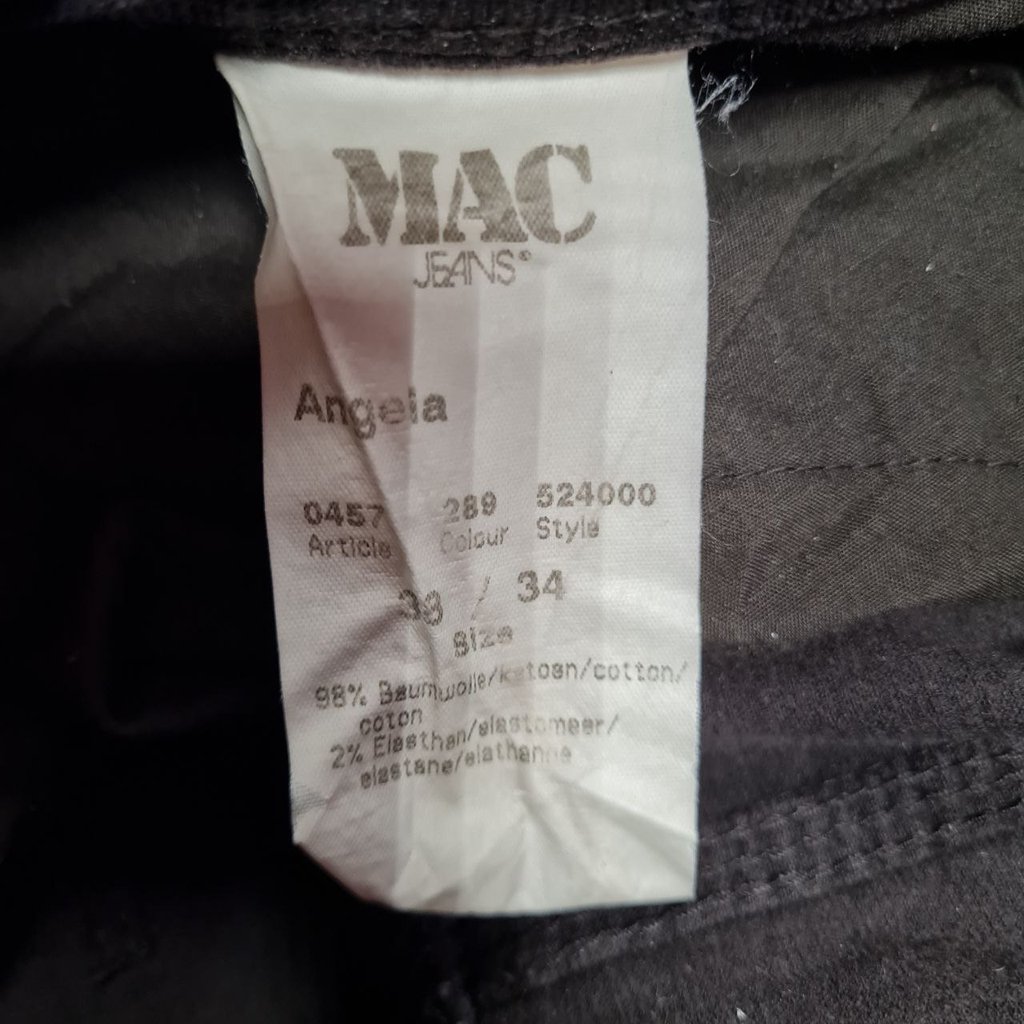 MAC
JEANS®
Angela
0457 289 524000
Article Colour Style
/ 34
size
98% Baumwolle/katoen/cotton/
coton
2% Elasthan/elastomeer/
elastane/elathanne